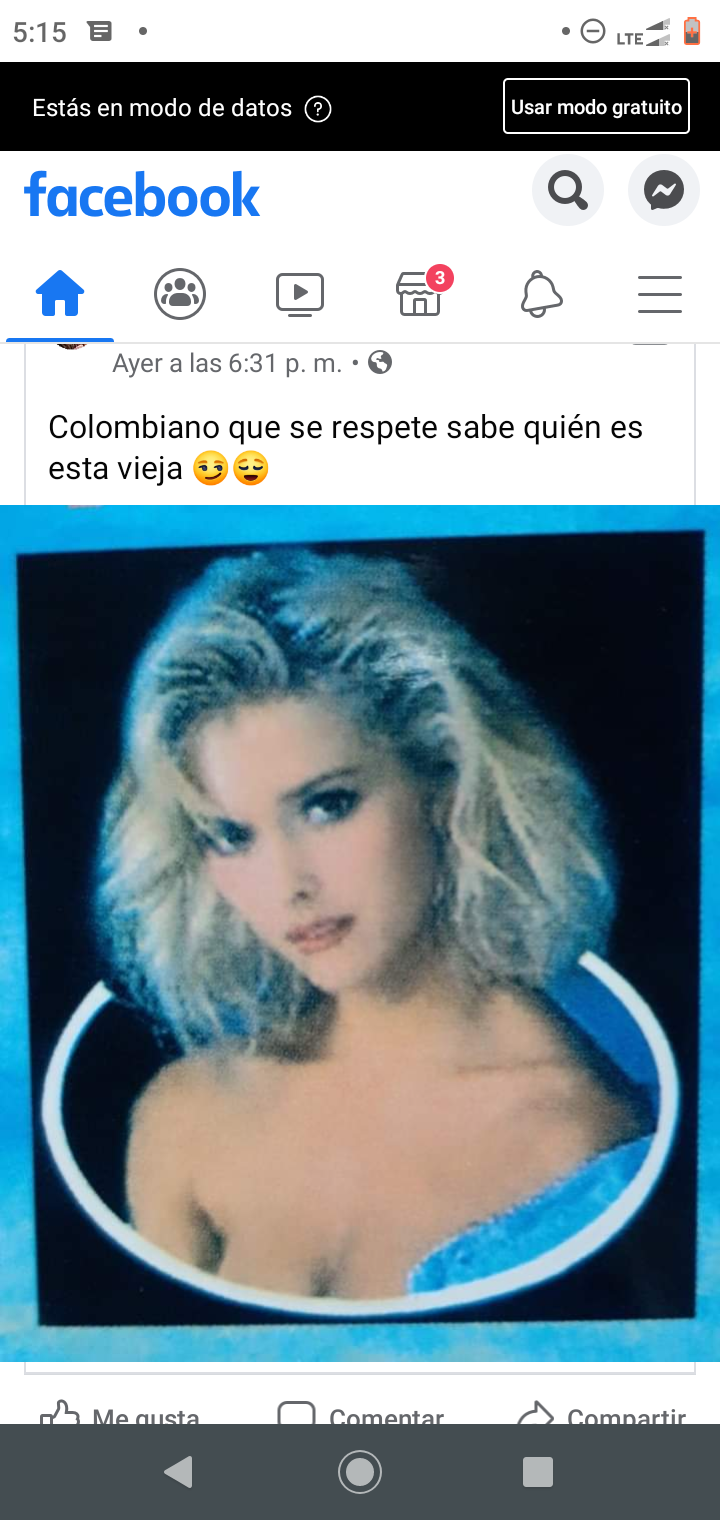 5:15
LTE
Estás en modo de datos ?
Usar modo gratuito
facebook
3
Ayer a las 6:31 p. m. •
Colombiano que se respete sabe quién es
esta vieja 😏😌
Me gusta
Comentar
Compartir